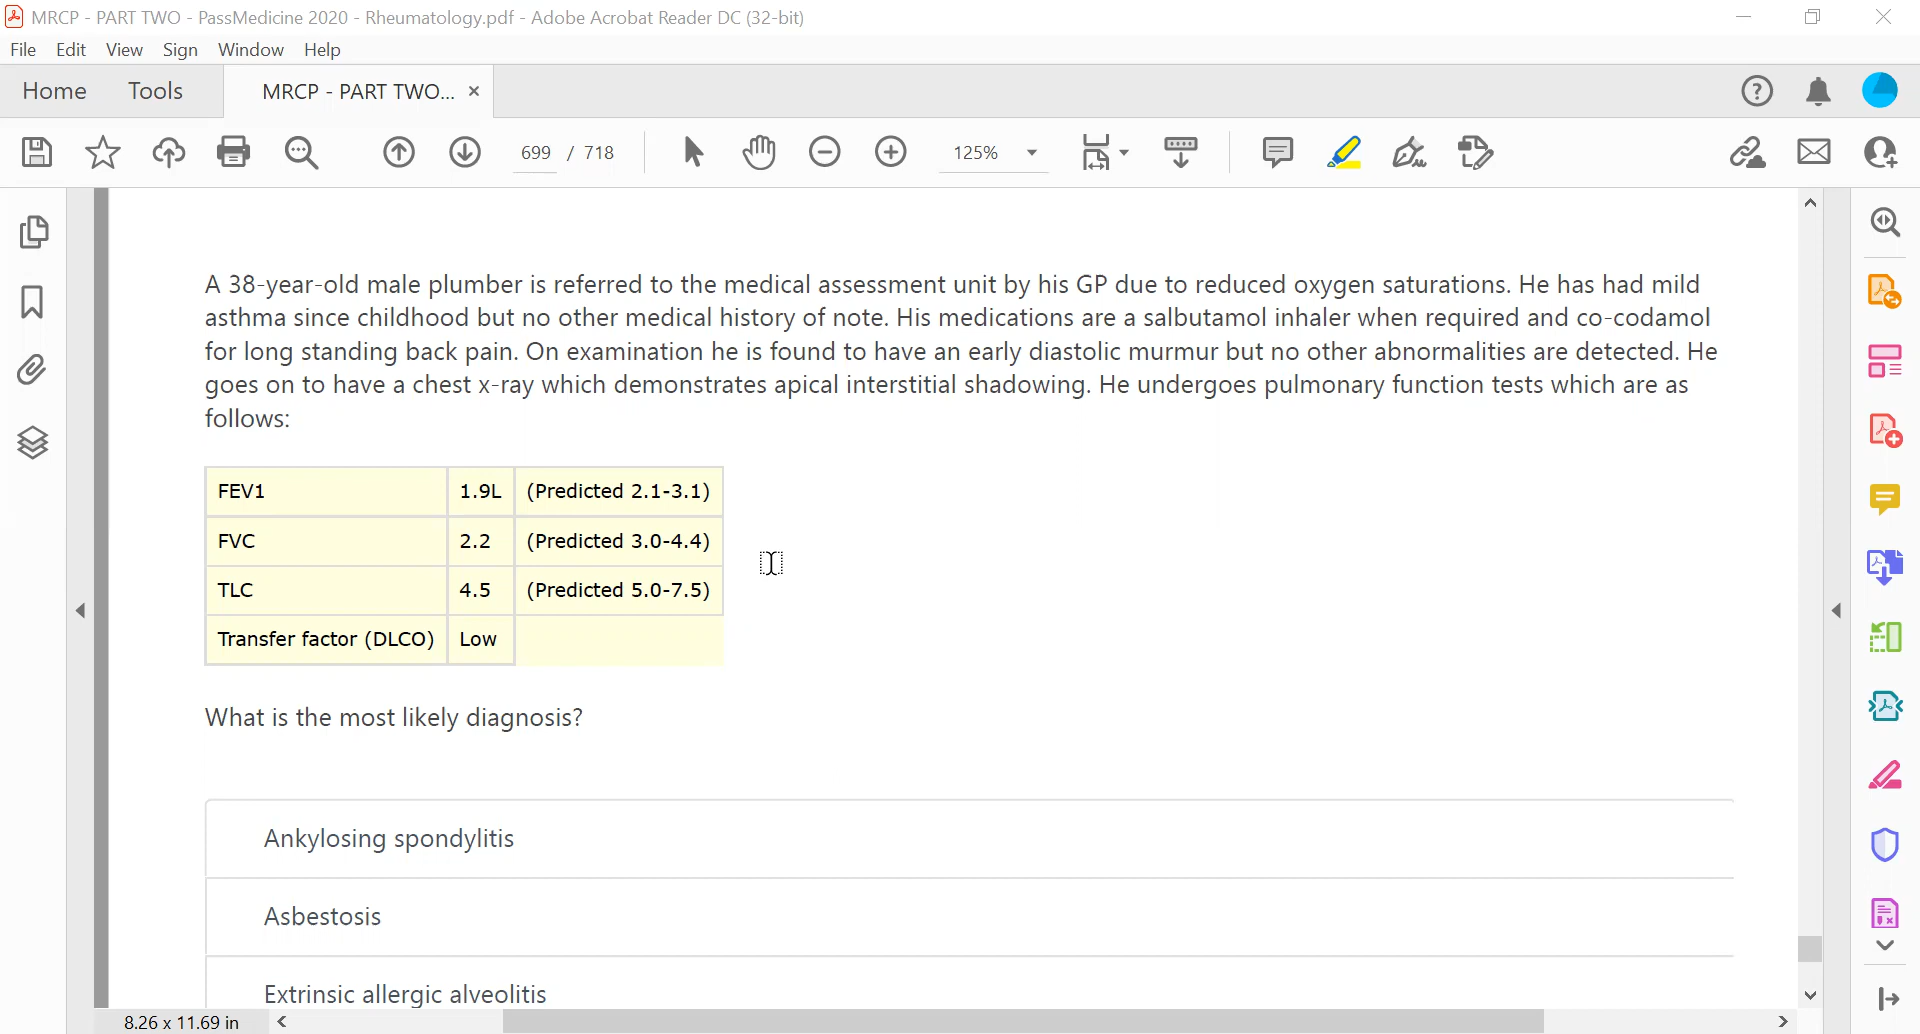 MRCP - PART TWO - PassMedicine 2020 - Rheumatology.pdf - Adobe Acrobat Reader DC (32-bit)
File Edit View Sign Window Help
Home Tools MRCP - PART TWO... ×
699 / 718 125%
A 38-year-old male plumber is referred to the medical assessment unit by his GP due to reduced oxygen saturations. He has had mild
asthma since childhood but no other medical history of note. His medications are a salbutamol inhaler when required and co-codamol
for long standing back pain. On examination he is found to have an early diastolic murmur but no other abnormalities are detected. He
goes on to have a chest x-ray which demonstrates apical interstitial shadowing. He undergoes pulmonary function tests which are as
follows:
FEV1 1.9L (Predicted 2.1-3.1)
FVC 2.2 (Predicted 3.0-4.4)
TLC 4.5 (Predicted 5.0-7.5)
Transfer factor (DLCO) Low
What is the most likely diagnosis?
Ankylosing spondylitis
Asbestosis
Extrinsic allergic alveolitis
8.26 x 11.69 in